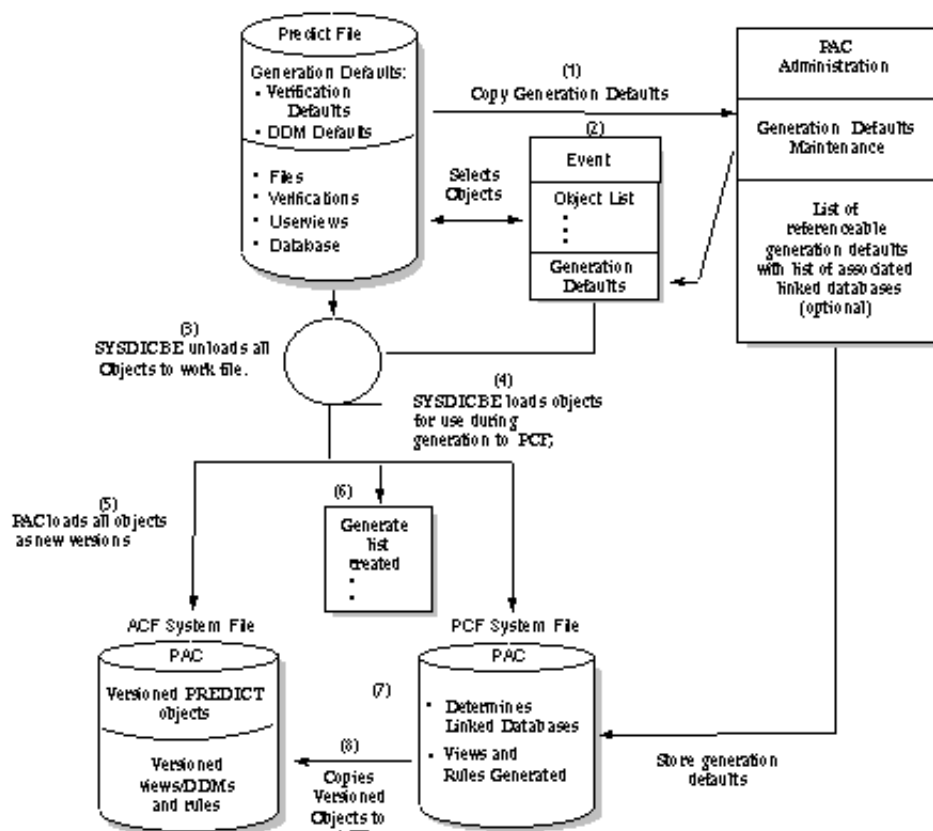 Predict File
Generation Defaults:
• Verification
Defaults
• DDM Defaults
• Files
• Verifications
• Userviews
• Database
(1)
Copy Generation Defaults
PAC
Administration
Generation Defaults
Maintenance
List of
referenceable
generation defaults
with list of associated
linked databases
(optional)
(2)
Event
Object List
Generation
Defaults
Selects
Objects
(3)
SYSDICBE unloads all
Objects to work file.
(4)
SYSDICBE loads objects
for use during
generation to PCF;
(5)
PAC loads all objects
as new versions
(6)
Generate
list
created
ACF System File
PAC
Versioned PREDICT
objects
Versioned
views/DDMs
and rules
PCF System File
PAC
(7)
• Determines
Linked Databases
• Views and
Rules Generated
(8)
Copies
Versioned
Objects to
Store generation
defaults